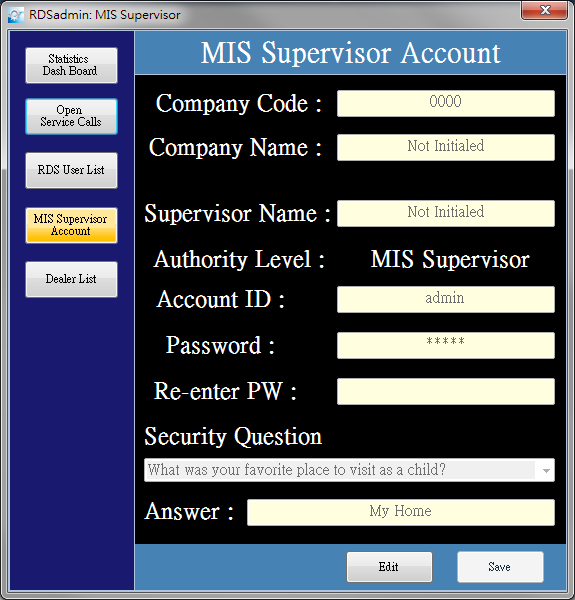 RDSadmin: MIS Supervisor
Statistics
Dash Board
Open
Service Calls
RDS User List
MIS Supervisor
Account
Dealer List
MIS Supervisor Account
Company Code : 0000
Company Name : Not Initialed
Supervisor Name : Not Initialed
Authority Level : MIS Supervisor
Account ID : admin
Password : *****
Re-enter PW :
Security Question
What was your favorite place to visit as a child?
Answer : My Home
Edit Save